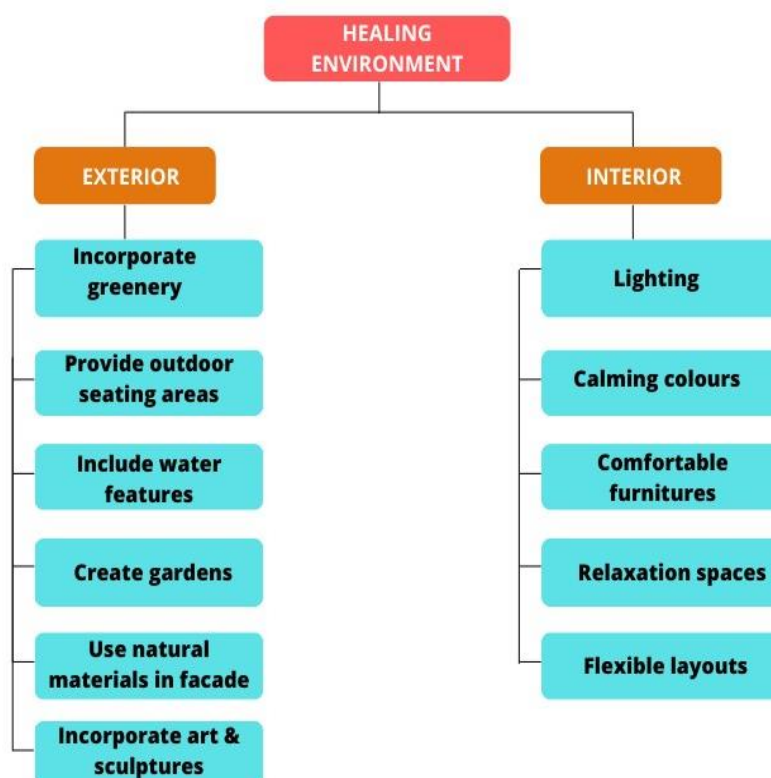 HEALING
ENVIRONMENT
EXTERIOR
Incorporate
greenery
Provide outdoor
seating areas
Include water
features
Create gardens
Use natural
materials in facade
Incorporate art &
sculptures
INTERIOR
Lighting
Calming colours
Comfortable
furnitures
Relaxation spaces
Flexible layouts